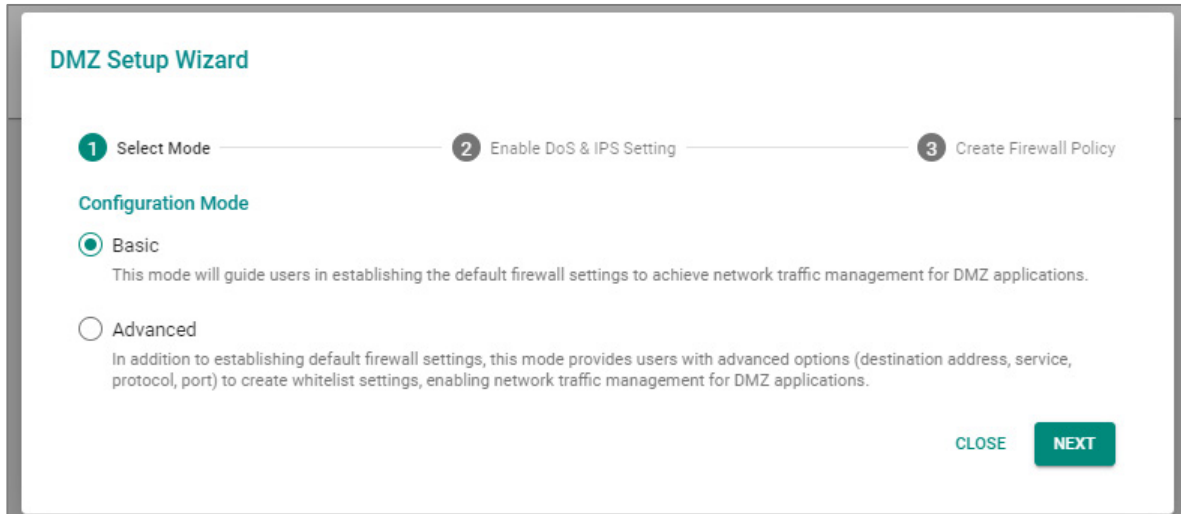 DMZ Setup Wizard
1 Select Mode 2 Enable DoS & IPS Setting 3 Create Firewall Policy
Configuration Mode
Basic
This mode will guide users in establishing the default firewall settings to achieve network traffic management for DMZ applications.
Advanced
In addition to establishing default firewall settings, this mode provides users with advanced options (destination address, service,
protocol, port) to create whitelist settings, enabling network traffic management for DMZ applications.
CLOSE NEXT